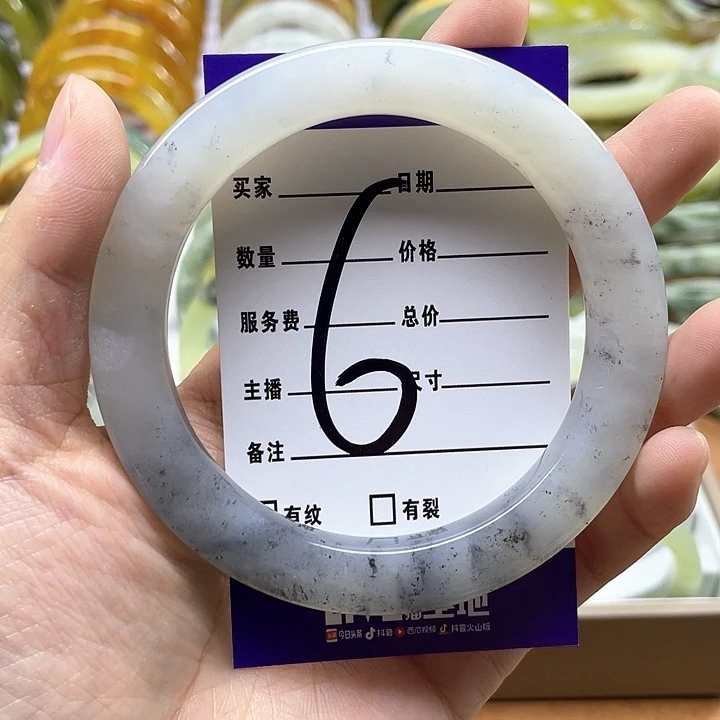 买家 日期
数量 价格
服务费 总价
主播 尺寸
备注
6
有纹 有裂
今日头条 抖音 西瓜视频 抖音火山版